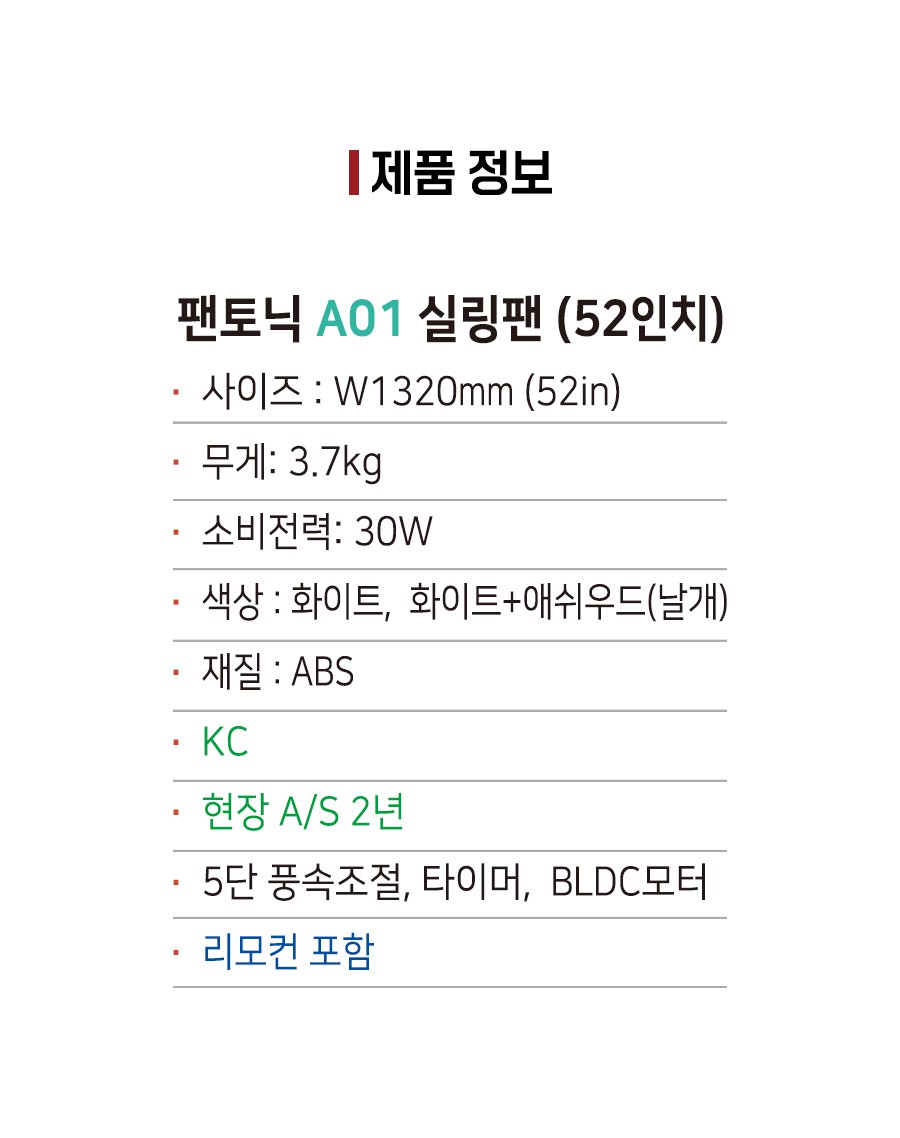 제품 정보
팬토닉 A01 실링팬 (52인치)
· 사이즈 : W1320mm (52in)
· 무게: 3.7kg
· 소비전력: 30W
· 색상 : 화이트, 화이트+애쉬우드(날개)
· 재질 : ABS
· KC
· 현장 A/S 2년
· 5단 풍속조절, 타이머, BLDC모터
· 리모컨 포함